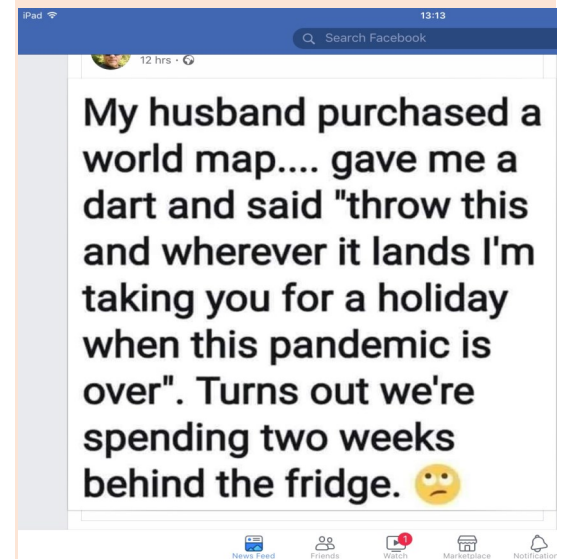 iPad 13:13
Search Facebook
12 hrs ·
My husband purchased a
world map.... gave me a
dart and said "throw this
and wherever it lands I'm
taking you for a holiday
when this pandemic is
over". Turns out we're
spending two weeks
behind the fridge. 🙄
1
News Feed Friends Watch Marketplace Notification